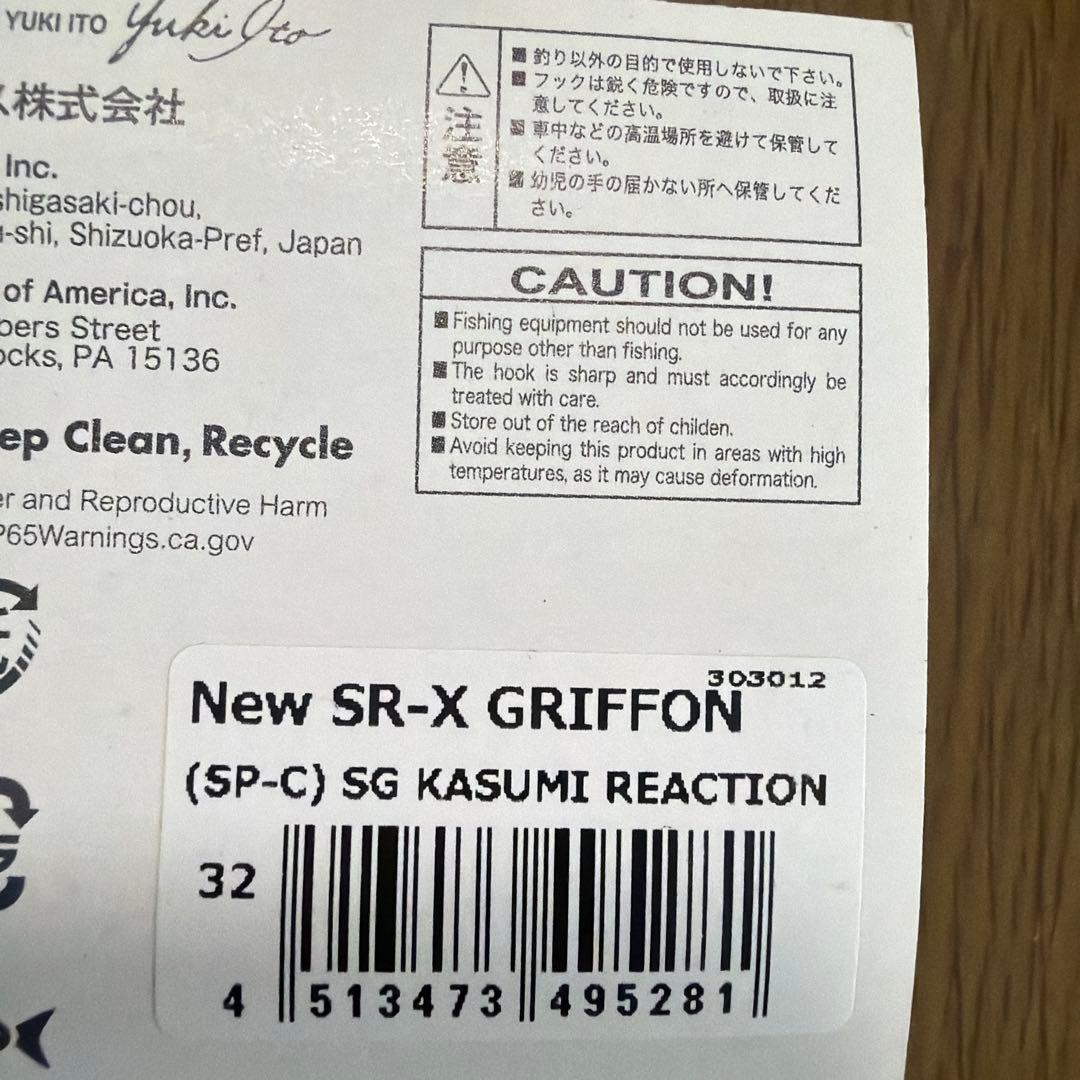 YUKI ITO Yuki Ito
ス株式会社
Inc.
shigasaki-chou,
-shi, Shizuoka-Pref, Japan
of America, Inc.
bers Street
ocks, PA 15136
ep Clean, Recycle
er and Reproductive Harm
P65Warnings.ca.gov
注意
釣り以外の目的で使用しないで下さい。
フックは鋭く危険ですので、取扱に注
意してください。
車中などの高温場所を避けて保管して
ください。
幼児の手の届かない所へ保管してくだ
さい。
CAUTION!
Fishing equipment should not be used for any
purpose other than fishing.
The hook is sharp and must accordingly be
treated with care.
Store out of the reach of childen.
Avoid keeping this product in areas with high
temperatures, as it may cause deformation.
303012
New SR-X GRIFFON
(SP-C) SG KASUMI REACTION
32
4 513473 495281